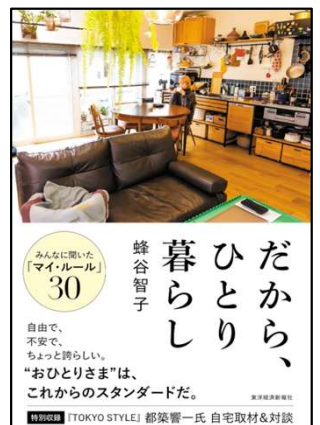 だから、
ひとり
暮らし
蜂谷智子
みんなに聞いた
「マイ・ルール」
30
自由で、
不安で、
ちょっと誇らしい。
“おひとりさま”は、
これからのスタンダードだ。
東洋経済新報社
特別収録 『TOKYO STYLE』都築響一氏 自宅取材&対談